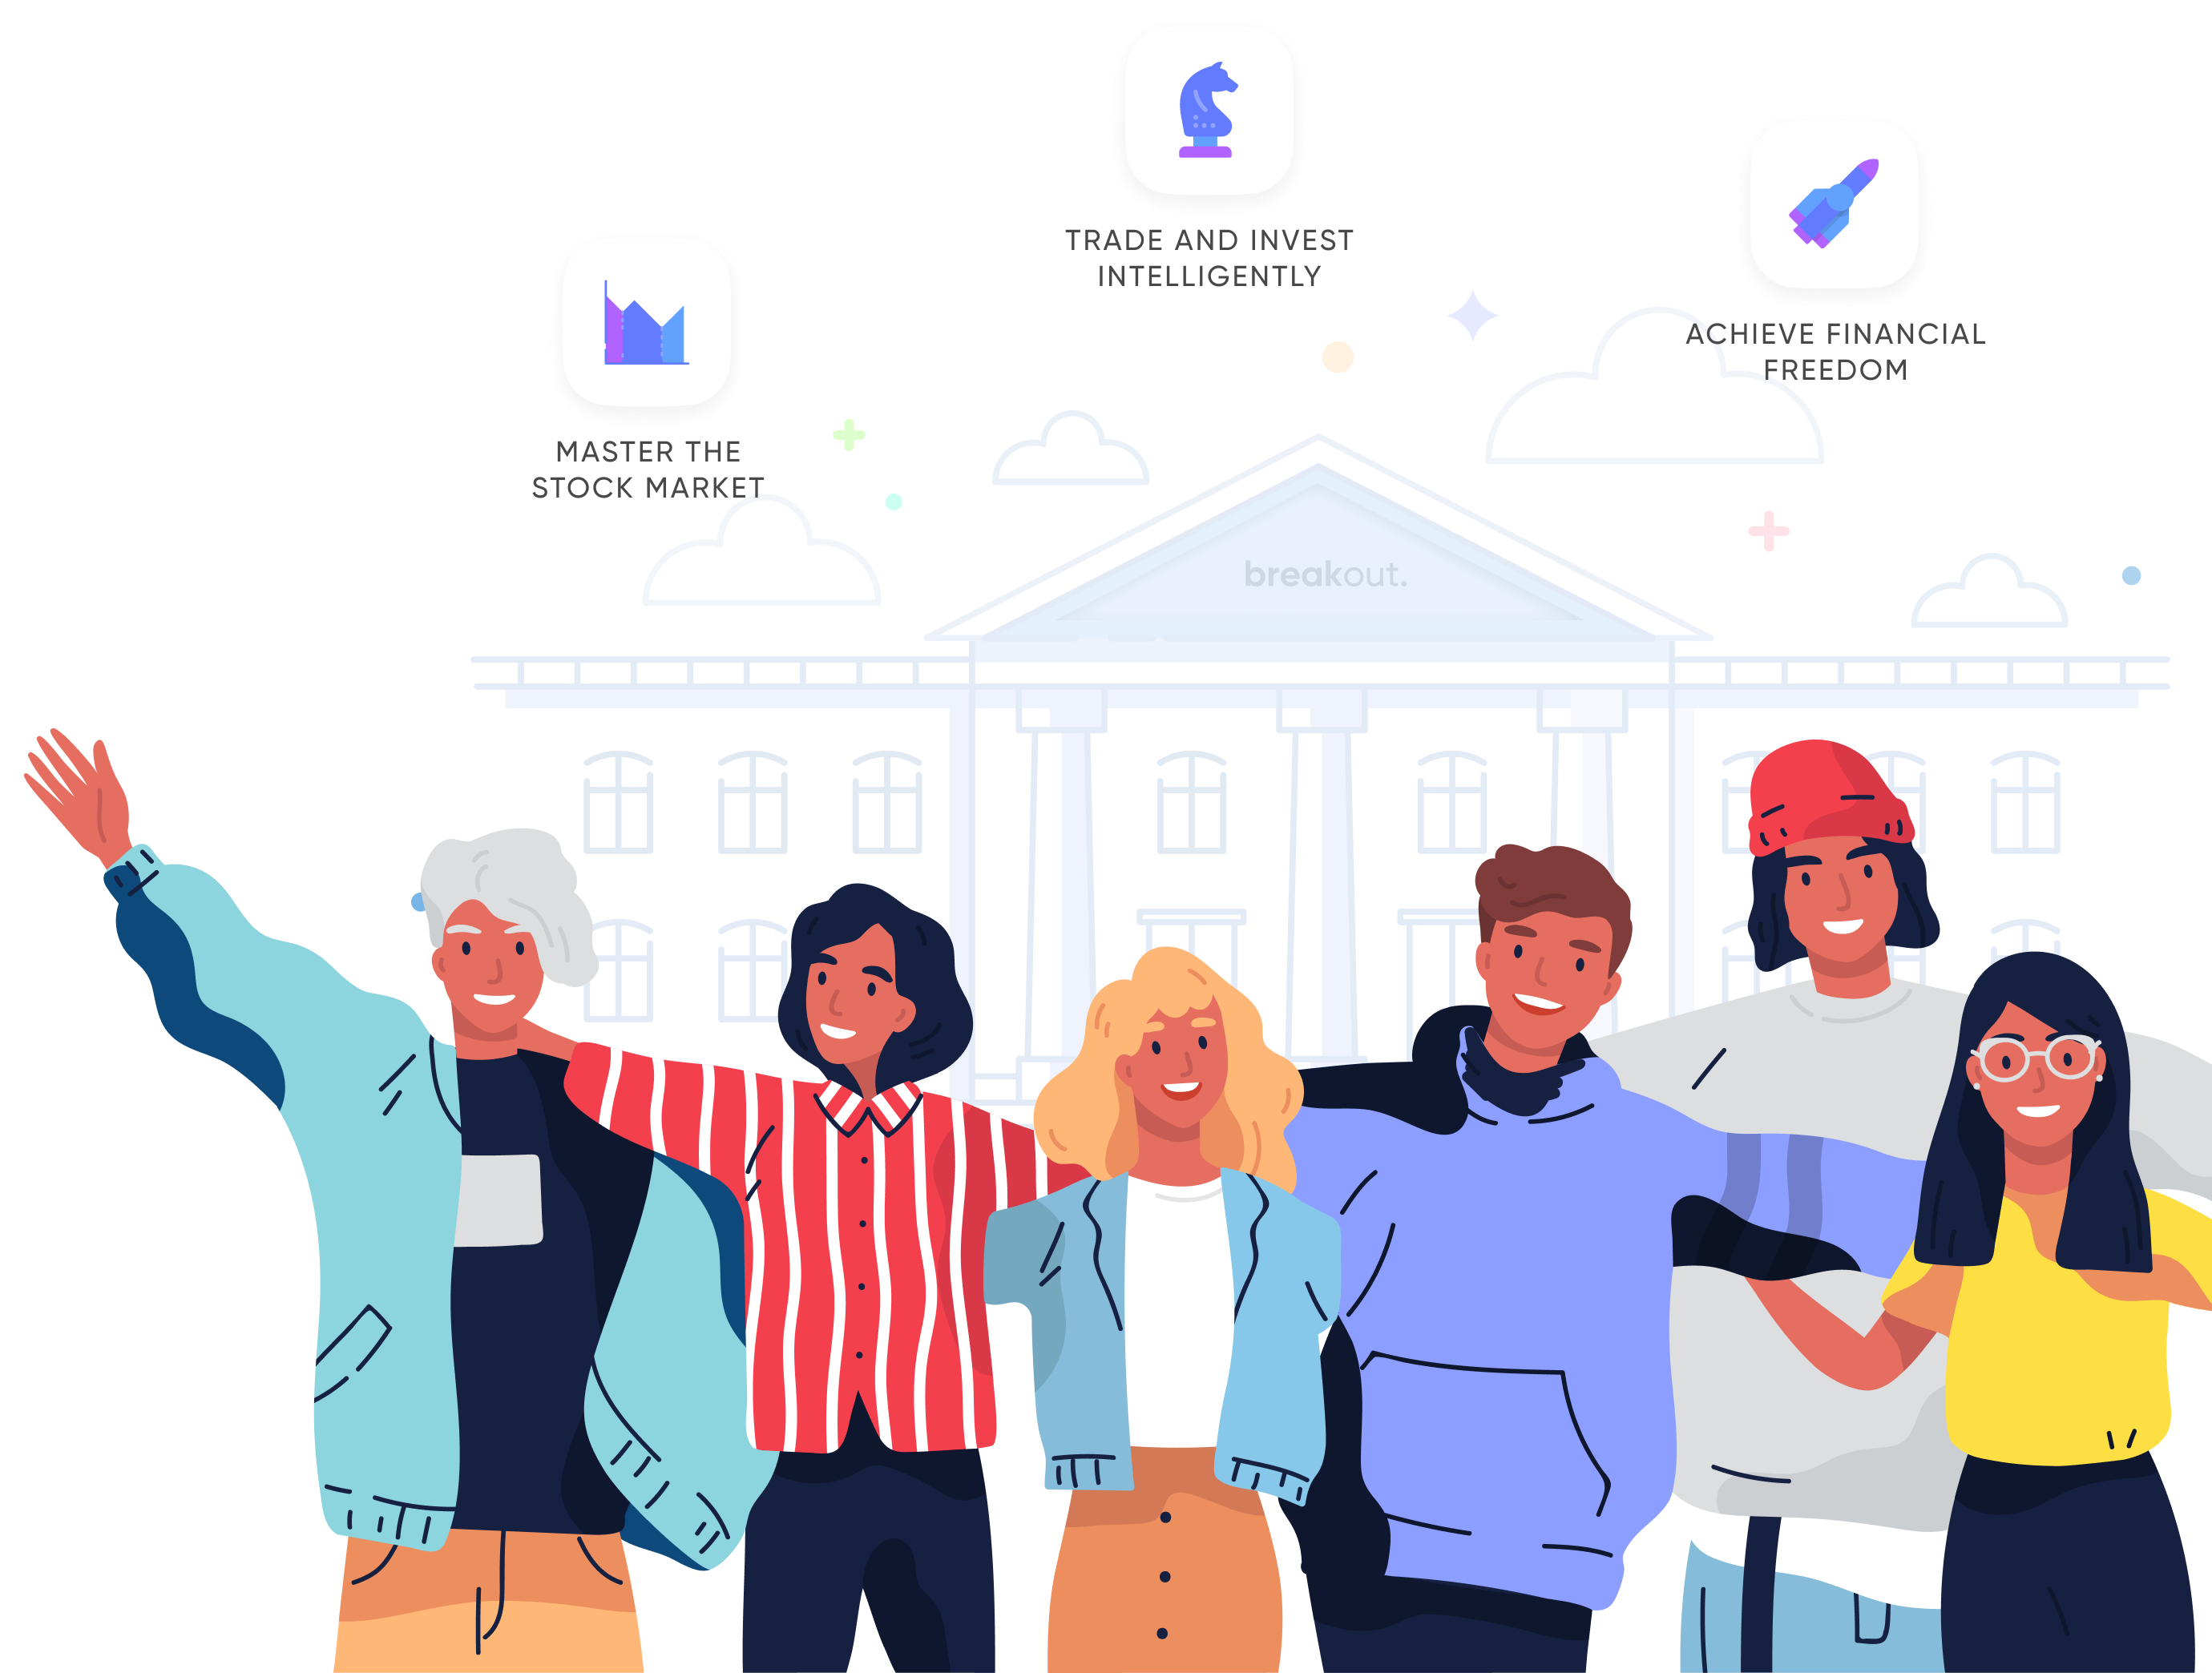 TRADE AND INVEST
INTELLIGENTLY
ACHIEVE FINANCIAL
FREEDOM
MASTER THE
STOCK MARKET
breakout.